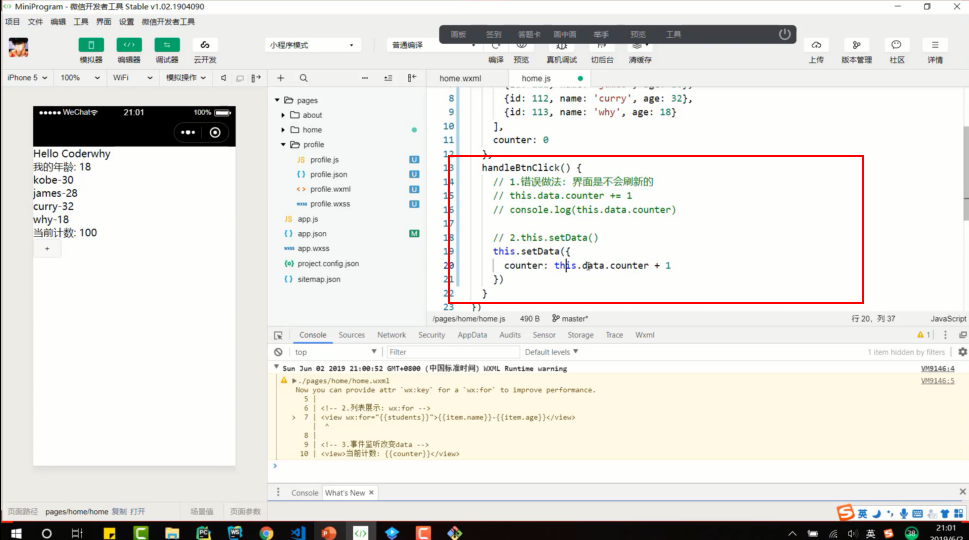 MiniProgram - 微信开发者工具 Stable v1.02.1904090
项目 文件 编辑 工具 界面 设置 微信开发者工具
画板 签到 答题卡 画中画 举手 预览 工具
模拟器 编辑器 调试器 云开发
小程序模式 普通编译
编译 预览 真机调试 切后台 清缓存
上传 版本管理 社区 详情
iPhone 5 100% WiFi 模拟操作
WeChat 21:01 100%
Hello Coderwhy
我的年龄: 18
kobe-30
james-28
curry-32
why-18
当前计数: 100
+
pages
about
home
profile
JS profile.js U
{ } profile.json U
< > profile.wxml U
wxss profile.wxss U
JS app.js
{ } app.json M
wxss app.wxss
project.config.json
{ } sitemap.json
home.wxml home.js
8 {id: 112, name: 'curry', age: 32},
9 {id: 113, name: 'why', age: 18}
10 ],
11 counter: 0
12 },
13 handleBtnClick() {
14 // 1.错误做法: 界面是不会刷新的
15 // this.data.counter += 1
16 // console.log(this.data.counter)
17
18 // 2.this.setData()
19 this.setData({
20 counter: this.data.counter + 1
21 })
22 }
23 })
/pages/home/home.js 490 B master* 行 20, 列 37 JavaScript
Console Sources Network Security AppData Audits Sensor Storage Trace Wxml 1
top Filter Default levels 1 item hidden by filters
Sun Jun 02 2019 21:00:52 GMT+0800 (中国标准时间) WXML Runtime warning VM9146:4
./pages/home/home.wxml VM9146:5
Now you can provide attr `wx:key` for a `wx:for` to improve performance.
5 |
6 | <!-- 2.列表展示: wx:for -->
> 7 | <view wx:for="{{students}}">{{item.name}}-{{item.age}}</view>
| ^
8 |
9 | <!-- 3.事件监听改变data -->
10 | <view>当前计数: {{counter}}</view>
>
Console What's New
页面路径 pages/home/home 复制 打开 场景值 页面参数
英
英 28 21:01
2019/6/2